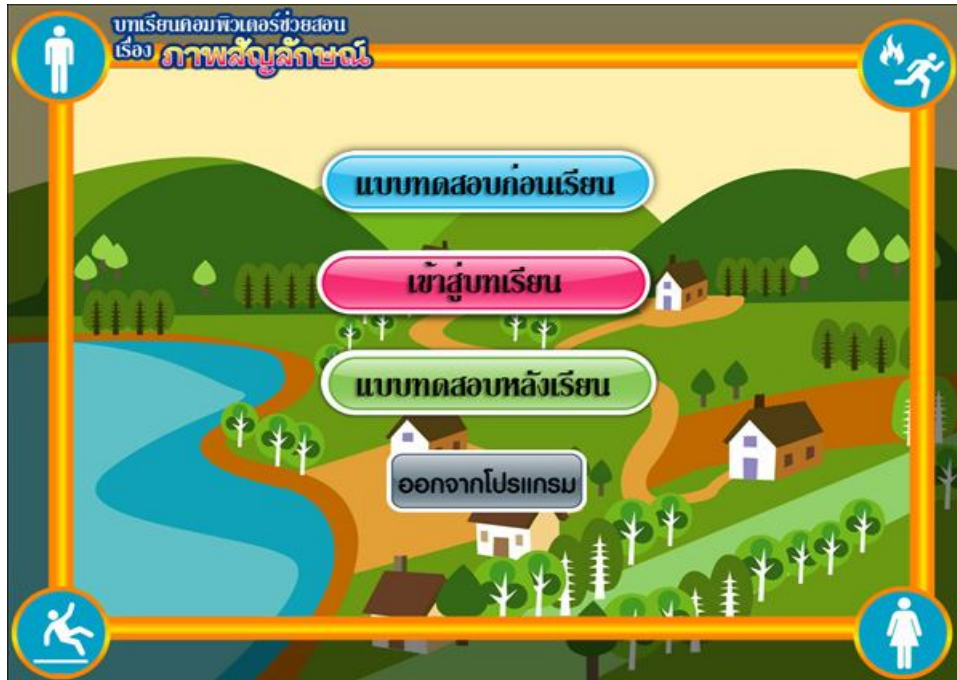 บทเรียนคอมพิวเตอร์ช่วยสอน
เรื่อง ภาพสัญลักษณ์
แบบทดสอบก่อนเรียน
เข้าสู่บทเรียน
แบบทดสอบหลังเรียน
ออกจากโปรแกรม